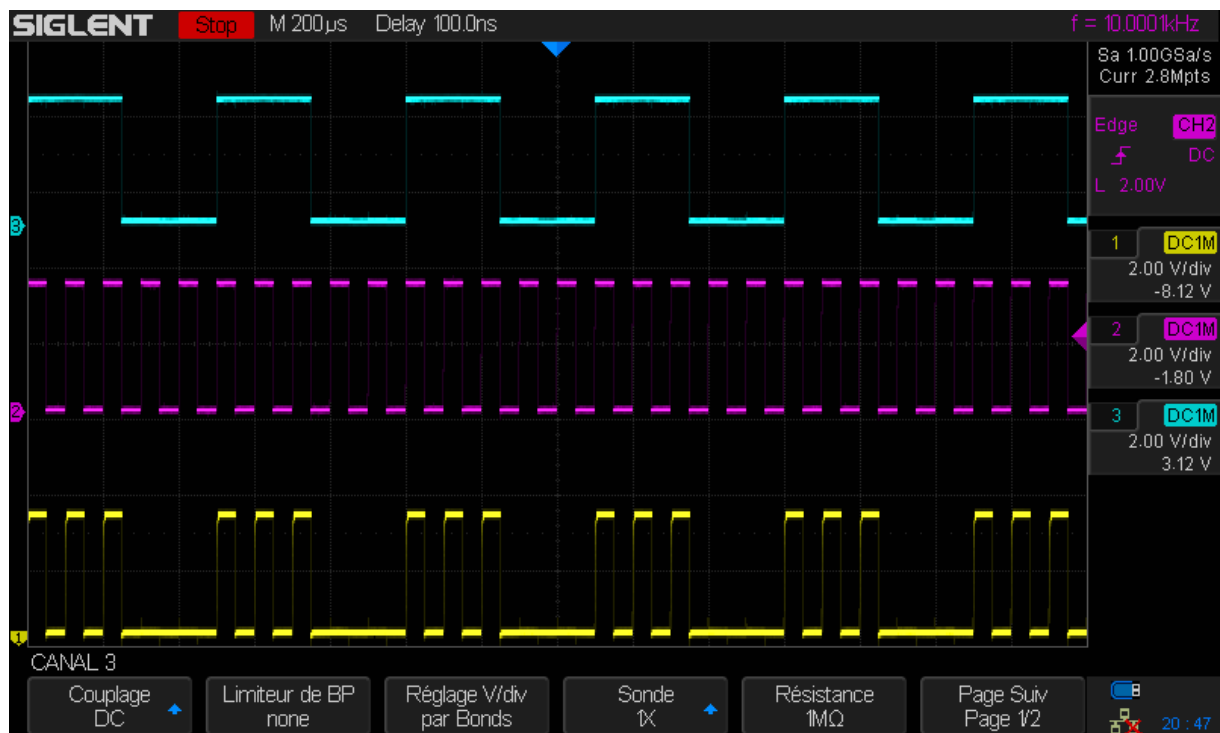 SIGLENT Stop M 200µs Delay 100.0ns f = 10.0001kHz
Sa 1.00GSa/s
Curr 2.8Mpts
Edge CH2
DC
L 2.00V
3
1 DC1M
2.00 V/div
-8.12 V
2 DC1M
2.00 V/div
-1.80 V
2
3 DC1M
2.00 V/div
3.12 V
1
CANAL 3
Couplage
DC
Limiteur de BP
none
Réglage V/div
par Bonds
Sonde
1X
Résistance
1MΩ
Page Suiv
Page 1/2
20 : 47